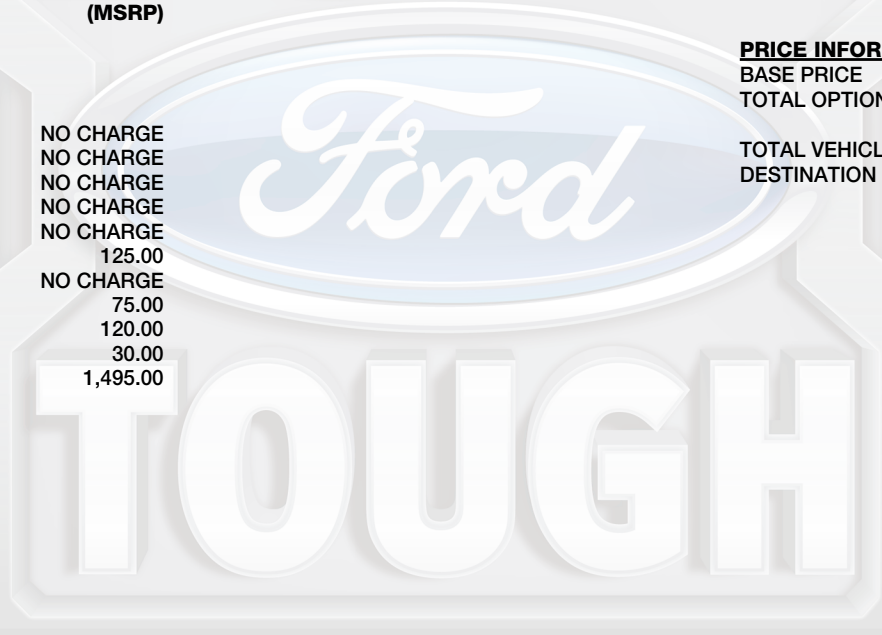 (MSRP)
NO CHARGE
NO CHARGE
NO CHARGE
NO CHARGE
NO CHARGE
125.00
NO CHARGE
75.00
120.00
30.00
1,495.00
PRICE INFOR
BASE PRICE
TOTAL OPTION
TOTAL VEHICL
DESTINATION
Ford
TOUGH